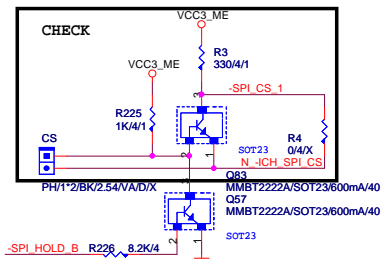 VCC3_ME
CHECK
VCC3_ME
R3
330/4/1
3
-SPI_CS_1
R225
1K/4/1
R4
0/4/X
CS
SOT23
2
1
N_-ICH_SPI_CS
Q83
PH/1*2/BK/2.54/VA/D/X
MMBT2222A/SOT23/600mA/40
3
Q57
MMBT2222A/SOT23/600mA/40
SOT23
-SPI_HOLD_B
R226
8.2K/4
2
1